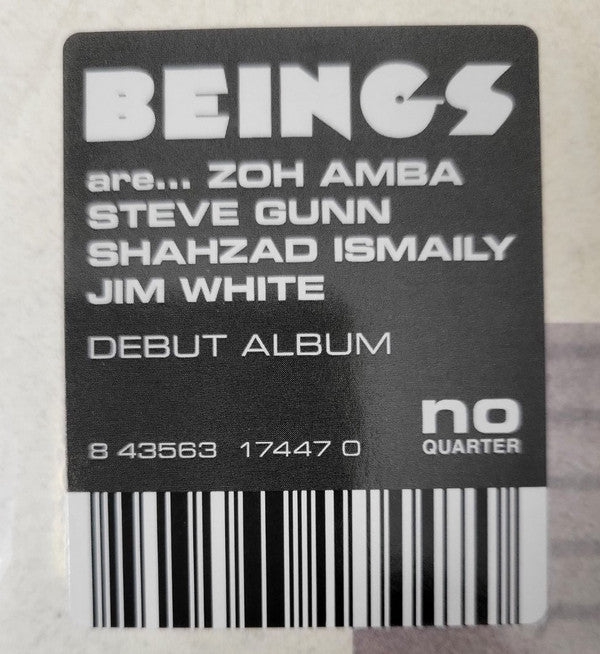 BEINGS
are... ZOH AMBA
STEVE GUNN
SHAHZAD ISMAILY
JIM WHITE
DEBUT ALBUM
no
QUARTER
8 43563 17447 0